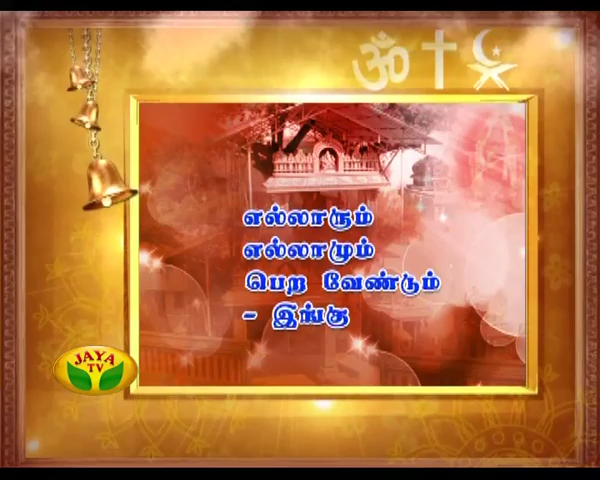 ॐ
எல்லாரும்
எல்லாமும்
பெற வேண்டும்
- இங்கு
JAYA
TV